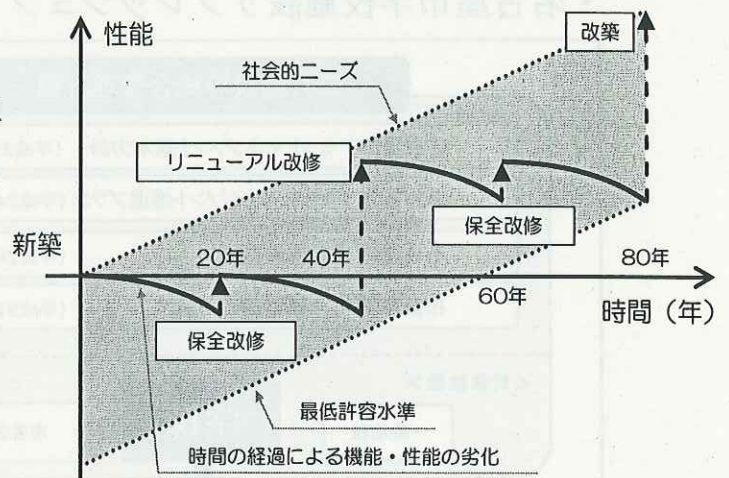 性能
改築
社会的ニーズ
リニューアル改修
保全改修
新築
20年
40年
80年
60年
時間（年）
保全改修
最低許容水準
時間の経過による機能・性能の劣化